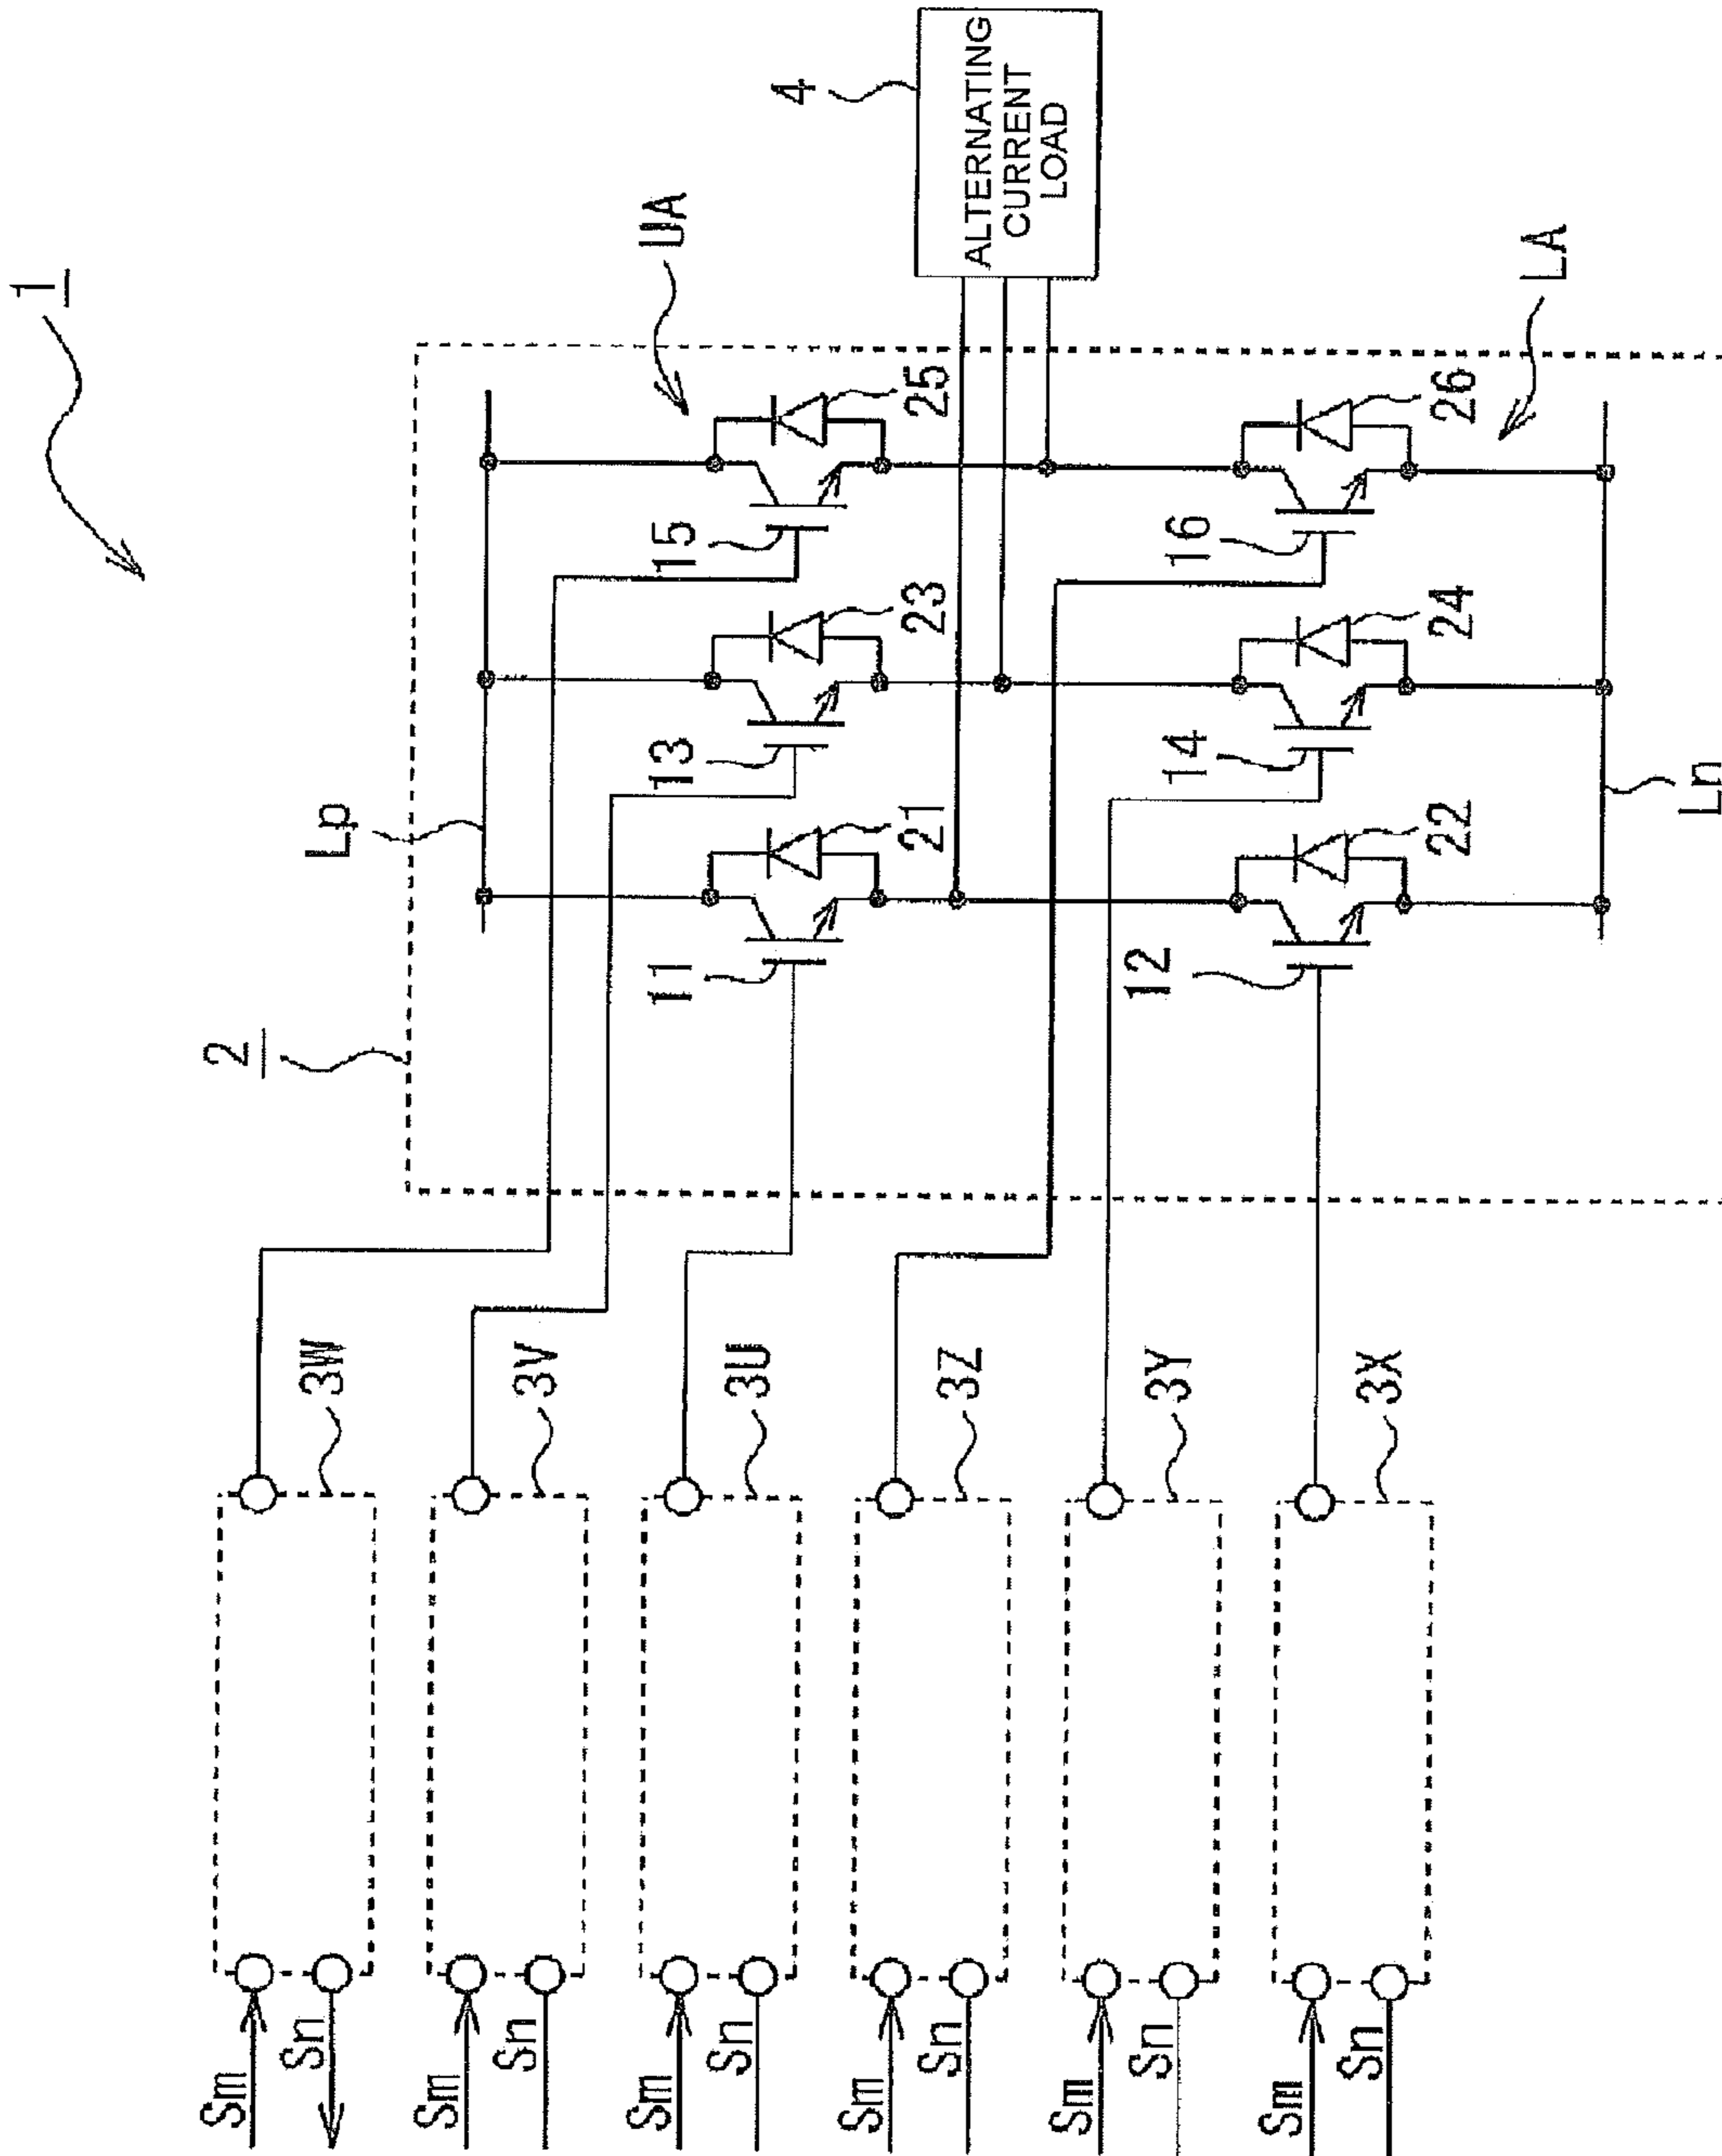 1
2
Lp
UA
4
ALTERNATING
CURRENT
LOAD
Sm
Sn
3W
Sm
Sn
3V
Sm
Sn
3U
Sm
Sn
3Z
Sm
Sn
3Y
Sm
Sn
3X
11
21
13
23
15
25
12
22
14
24
16
26
LA
Ln